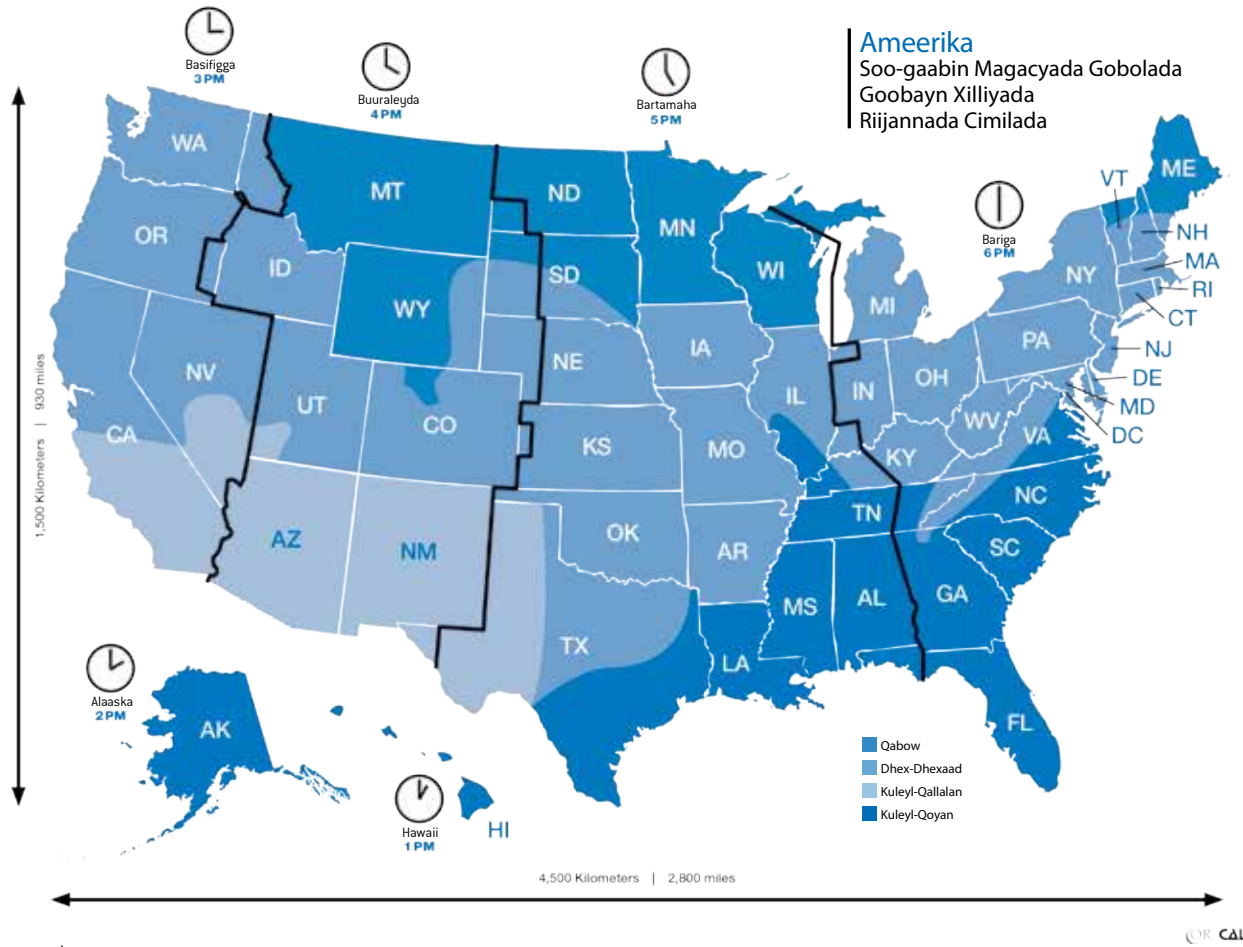 Ameerika
Soo-gaabin Magacyada Gobolada
Goobayn Xilliyada
Riijannada Cimilada
Basifigga
3 PM
Buuraleyda
4 PM
Bartamaha
5 PM
Bariga
6 PM
WA
MT
ND
MN
VT
ME
OR
ID
WY
SD
WI
MI
NY
NH
MA
RI
CT
NV
UT
CO
NE
IA
IL
IN
OH
PA
NJ
DE
MD
DC
CA
KS
MO
KY
WV
VA
AZ
NM
OK
AR
TN
NC
SC
TX
LA
MS
AL
GA
FL
1,500 Kilometers | 930 miles
Alaaska
2 PM
AK
Hawaii
1 PM
HI
Qabow
Dhex-Dhexaad
Kuleyl-Qallalan
Kuleyl-Qoyan
4,500 Kilometers | 2,800 miles
COR CAL